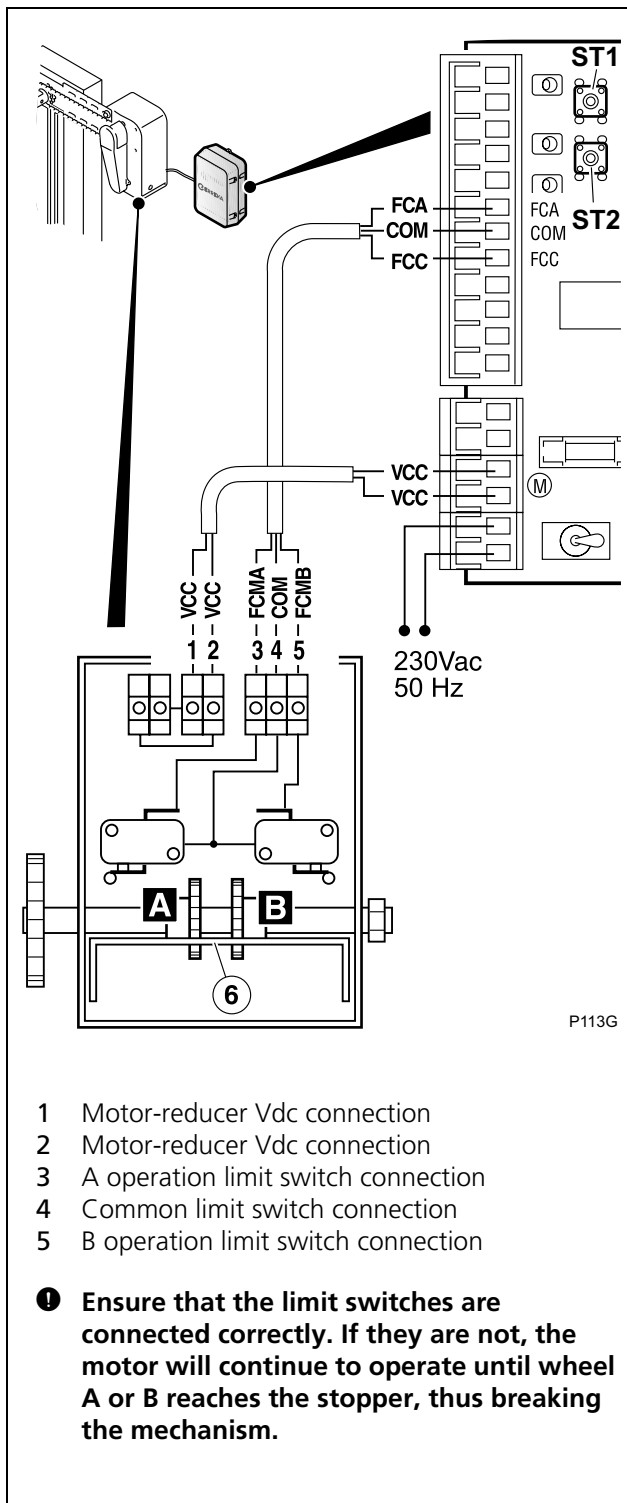 ST1
ST2
ERREKA
FCA
COM
FCC
FCA
COM
FCC
VCC
VCC
M
VCC
VCC
FCMA
COM
FCMB
1 2 3 4 5
230Vac
50 Hz
A B
6
P113G
1 Motor-reducer Vdc connection
2 Motor-reducer Vdc connection
3 A operation limit switch connection
4 Common limit switch connection
5 B operation limit switch connection
! Ensure that the limit switches are
connected correctly. If they are not, the
motor will continue to operate until wheel
A or B reaches the stopper, thus breaking
the mechanism.